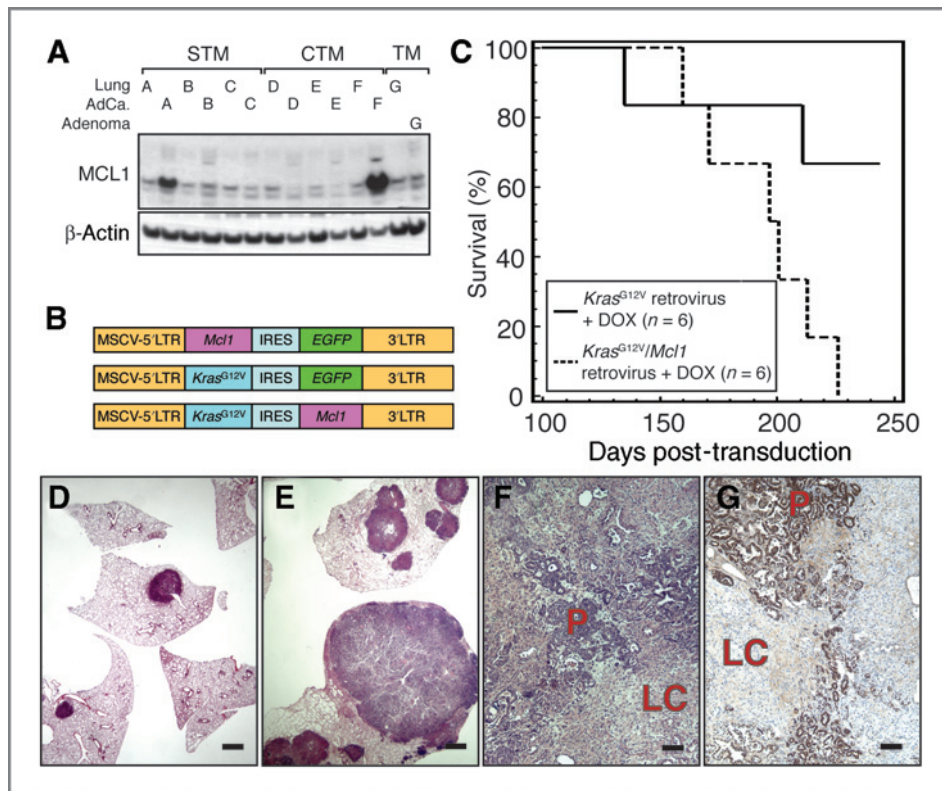 A
STM CTM TM
Lung A B C D E F G
AdCa. A B C D E F
Adenoma G
MCL1
β-Actin
B
MSCV-5′LTR Mcl1 IRES EGFP 3′LTR
MSCV-5′LTR KrasG12V IRES EGFP 3′LTR
MSCV-5′LTR KrasG12V IRES Mcl1 3′LTR
C
100
80
60
40
20
0
Survival (%)
KrasG12V retrovirus
+ DOX (n = 6)
KrasG12V/Mcl1
retrovirus + DOX (n = 6)
100 150 200 250
Days post-transduction
D
E
F
P
LC
G
P
LC